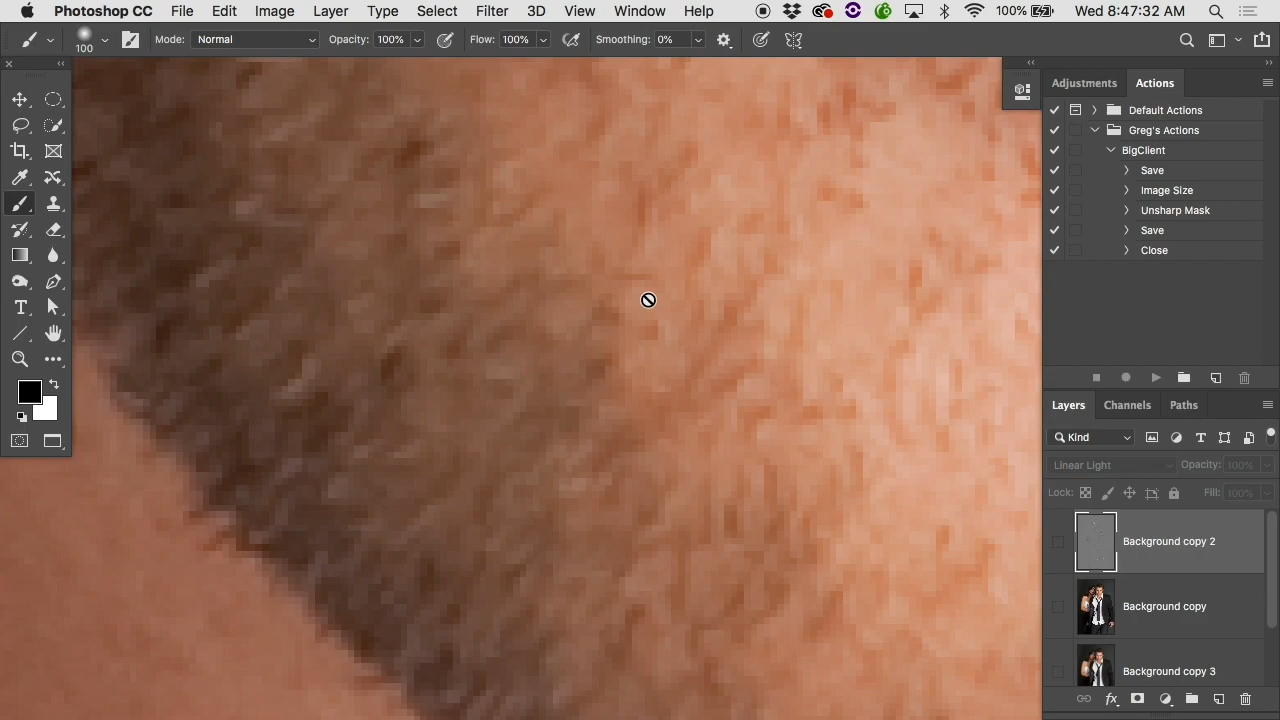 Photoshop CC File Edit Image Layer Type Select Filter 3D View Window Help 100% Wed 8:47:32 AM
100 Mode: Normal Opacity: 100% Flow: 100% Smoothing: 0%
Adjustments Actions
Default Actions
Greg's Actions
BigClient
Save
Image Size
Unsharp Mask
Save
Close
Layers Channels Paths
Kind
Linear Light Opacity: 100%
Lock: Fill: 100%
Background copy 2
Background copy
Background copy 3
fx